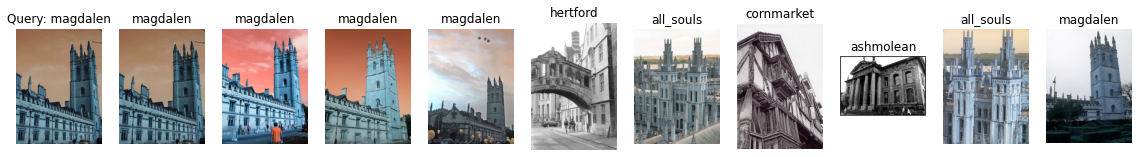 Query: magdalen
magdalen
magdalen
magdalen
magdalen
hertford
all_souls
cornmarket
ashmolean
all_souls
magdalen